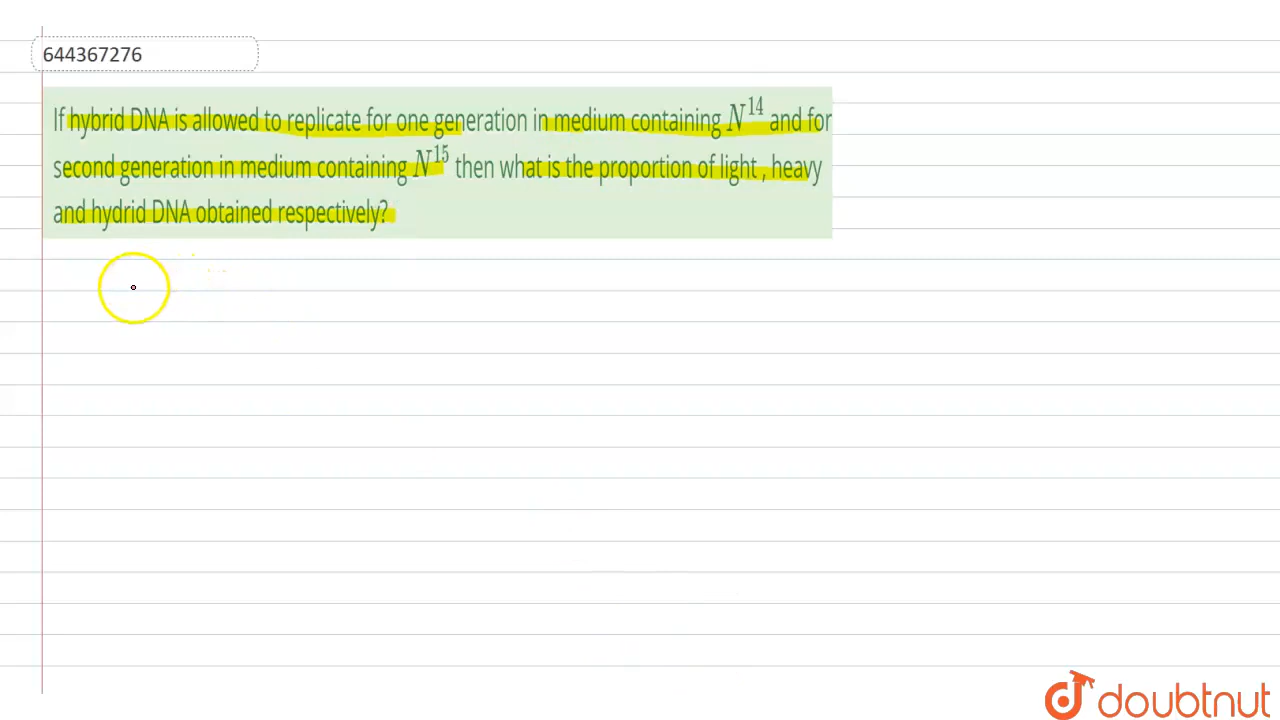 644367276
If hybrid DNA is allowed to replicate for one generation in medium containing N^14 and for
second generation in medium containing N^15 then what is the proportion of light , heavy
and hydrid DNA obtained respectively?
doubtnut